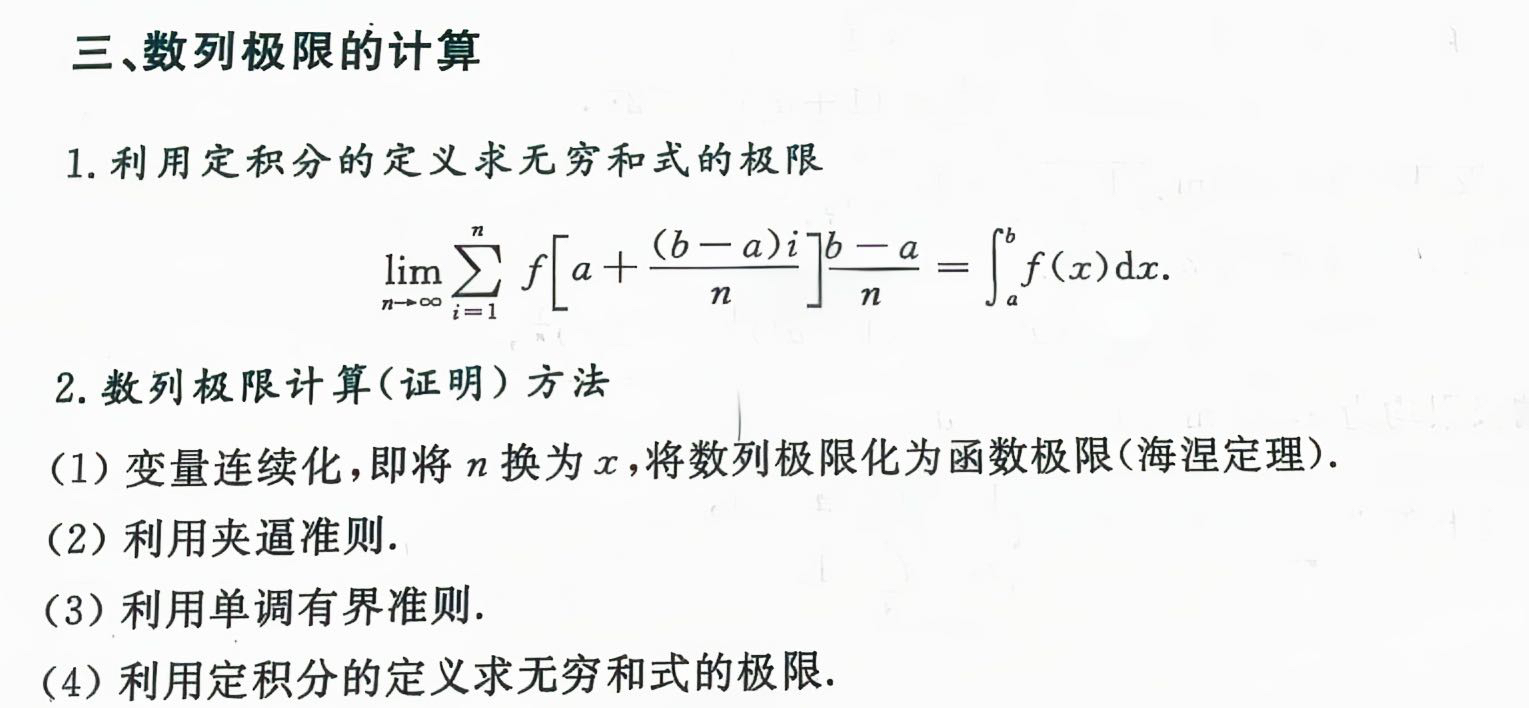 三、数列极限的计算
1. 利用定积分的定义求无穷和式的极限
$$\lim_{n\to\infty}\sum_{i=1}^{n} f\left[a+\frac{(b-a)i}{n}\right]\frac{b-a}{n}=\int_a^b f(x)\mathrm{d}x.$$
2. 数列极限计算(证明)方法
(1) 变量连续化,即将 n 换为 x,将数列极限化为函数极限(海涅定理).
(2) 利用夹逼准则.
(3) 利用单调有界准则.
(4) 利用定积分的定义求无穷和式的极限.